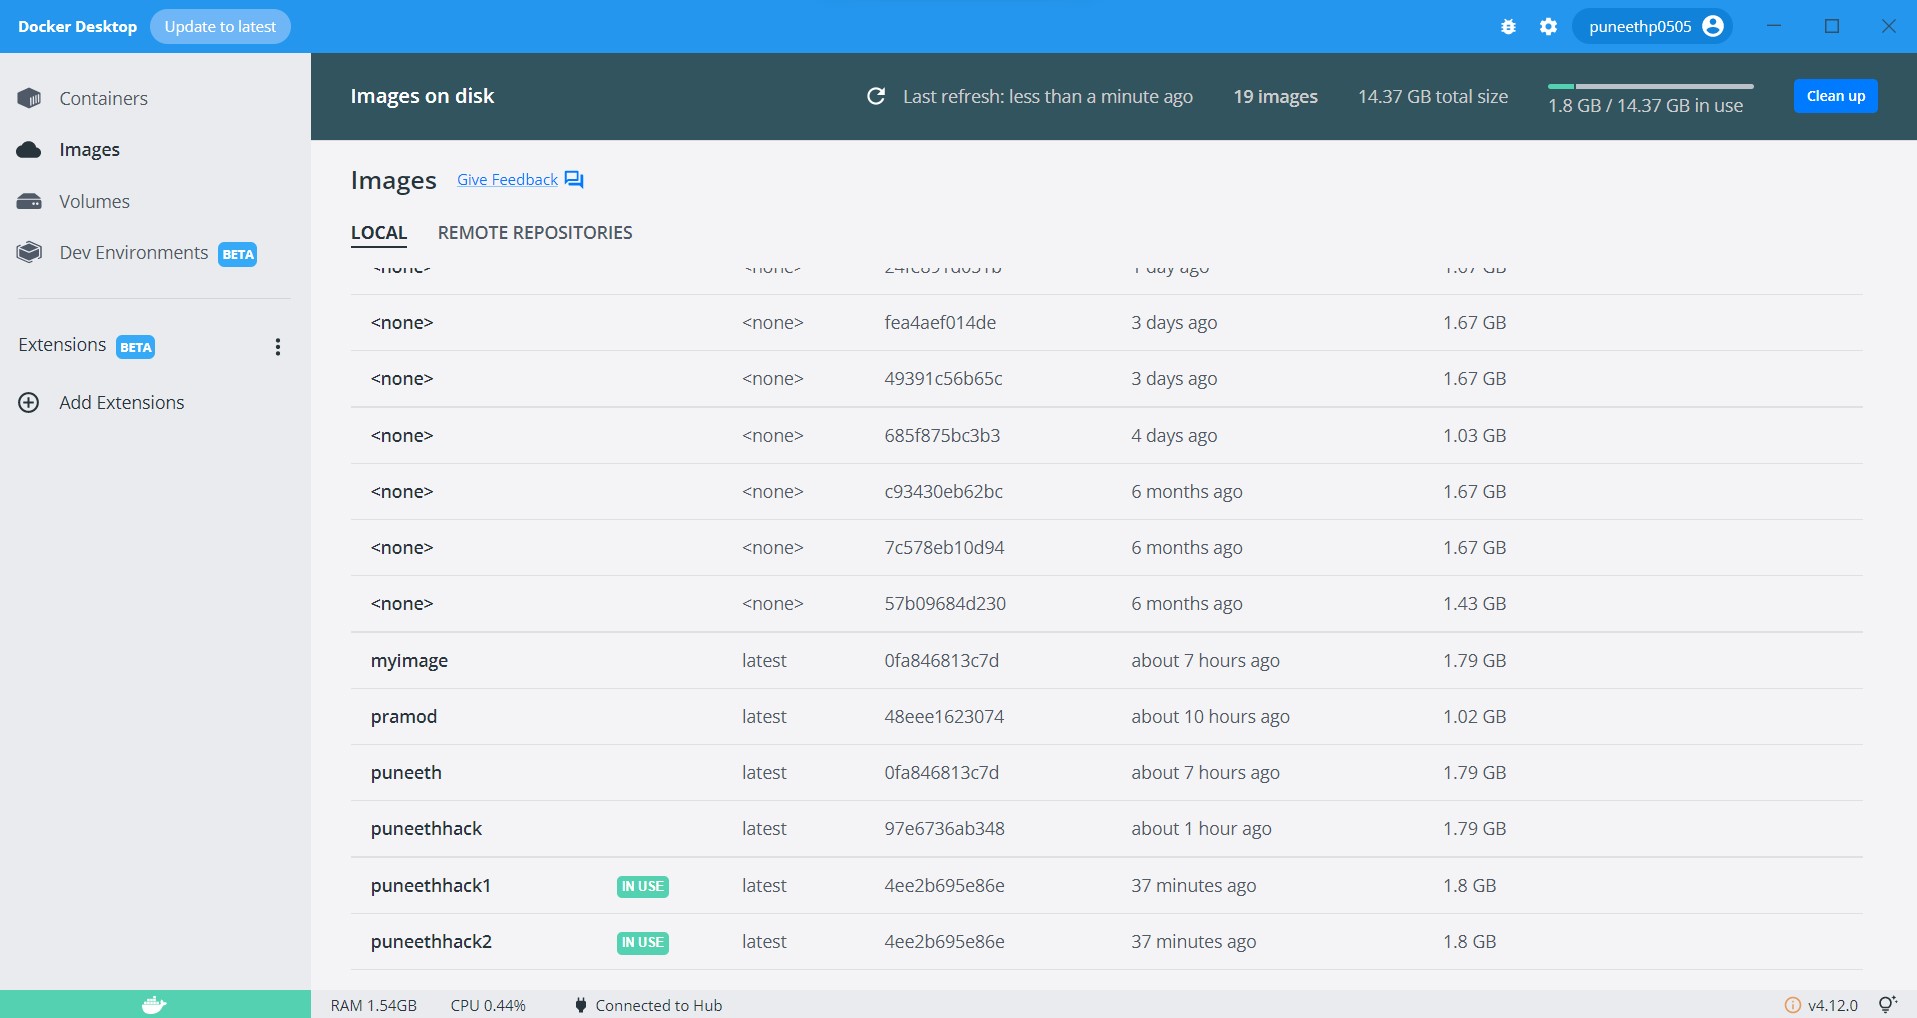 Docker Desktop Update to latest puneethp0505
Containers
Images
Volumes
Dev Environments BETA
Extensions BETA
Add Extensions
Images on disk Last refresh: less than a minute ago 19 images 14.37 GB total size 1.8 GB / 14.37 GB in use Clean up
Images Give Feedback
LOCAL REMOTE REPOSITORIES
<none> <none> 24fc891d051b 1 day ago 1.67 GB
<none> <none> fea4aef014de 3 days ago 1.67 GB
<none> <none> 49391c56b65c 3 days ago 1.67 GB
<none> <none> 685f875bc3b3 4 days ago 1.03 GB
<none> <none> c93430eb62bc 6 months ago 1.67 GB
<none> <none> 7c578eb10d94 6 months ago 1.67 GB
<none> <none> 57b09684d230 6 months ago 1.43 GB
myimage latest 0fa846813c7d about 7 hours ago 1.79 GB
pramod latest 48eee1623074 about 10 hours ago 1.02 GB
puneeth latest 0fa846813c7d about 7 hours ago 1.79 GB
puneethhack latest 97e6736ab348 about 1 hour ago 1.79 GB
puneethhack1 IN USE latest 4ee2b695e86e 37 minutes ago 1.8 GB
puneethhack2 IN USE latest 4ee2b695e86e 37 minutes ago 1.8 GB
RAM 1.54GB CPU 0.44% Connected to Hub v4.12.0